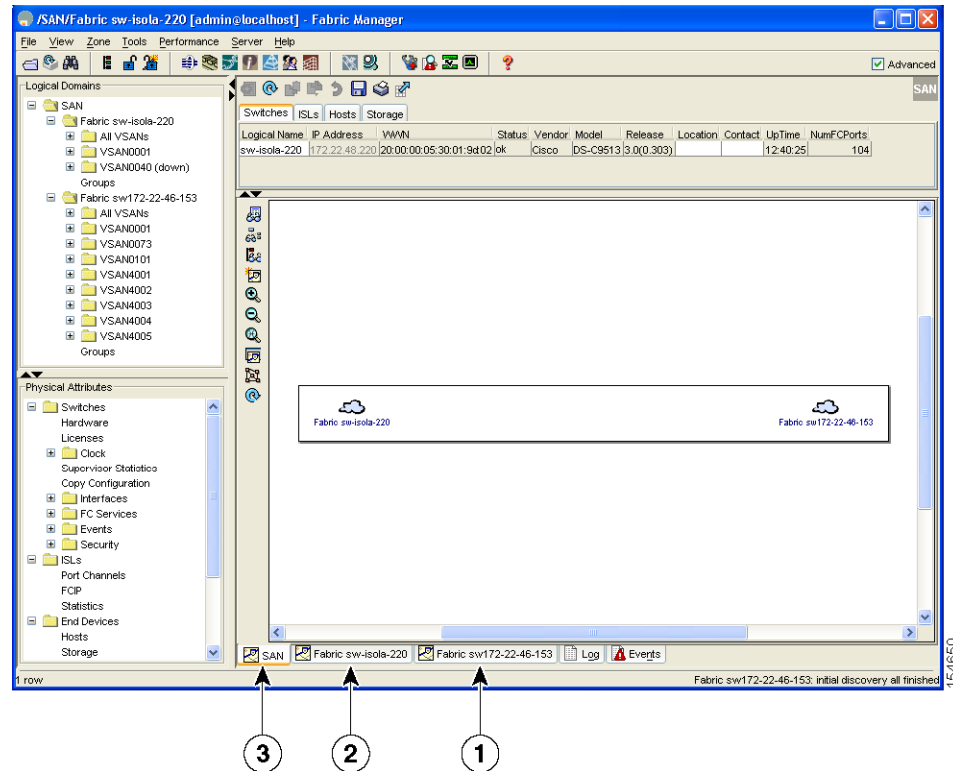 /SAN/Fabric sw-isola-220 [admin@localhost] - Fabric Manager
File View Zone Tools Performance Server Help
Advanced
Logical Domains
SAN
Fabric sw-isola-220
All VSANs
VSAN0001
VSAN0040 (down)
Groups
Fabric sw172-22-46-153
All VSANs
VSAN0001
VSAN0073
VSAN0101
VSAN4001
VSAN4002
VSAN4003
VSAN4004
VSAN4005
Groups
Physical Attributes
Switches
Hardware
Licenses
Clock
Supervisor Statistics
Copy Configuration
Interfaces
FC Services
Events
Security
ISLs
Port Channels
FCIP
Statistics
End Devices
Hosts
Storage
SAN
Switches ISLs Hosts Storage
Logical Name IP Address WWN Status Vendor Model Release Location Contact UpTime NumFCPorts
sw-isola-220 172.22.48.220 20:00:00:05:30:01:9d:02 ok Cisco DS-C9513 3.0(0.303) 12:40:25 104
Fabric sw-isola-220
Fabric sw172-22-46-153
SAN Fabric sw-isola-220 Fabric sw172-22-46-153 Log Events
1 row
Fabric sw172-22-46-153: initial discovery all finished
154650
3 2 1